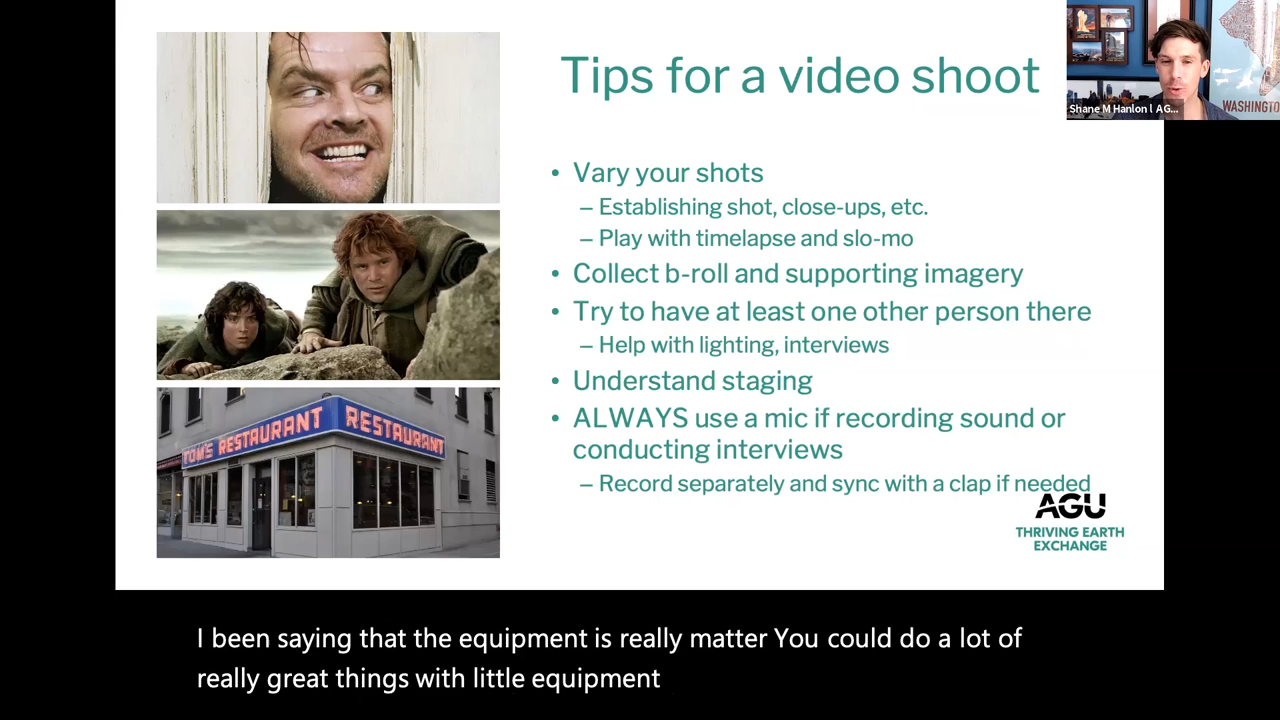 Tips for a video shoot
Shane M Hanlon l AG...
WASHINGTO
• Vary your shots
– Establishing shot, close-ups, etc.
– Play with timelapse and slo-mo
• Collect b-roll and supporting imagery
• Try to have at least one other person there
– Help with lighting, interviews
• Understand staging
• ALWAYS use a mic if recording sound or
conducting interviews
– Record separately and sync with a clap if needed
TOM'S RESTAURANT RESTAURANT
AGU
THRIVING EARTH
EXCHANGE
I been saying that the equipment is really matter You could do a lot of
really great things with little equipment